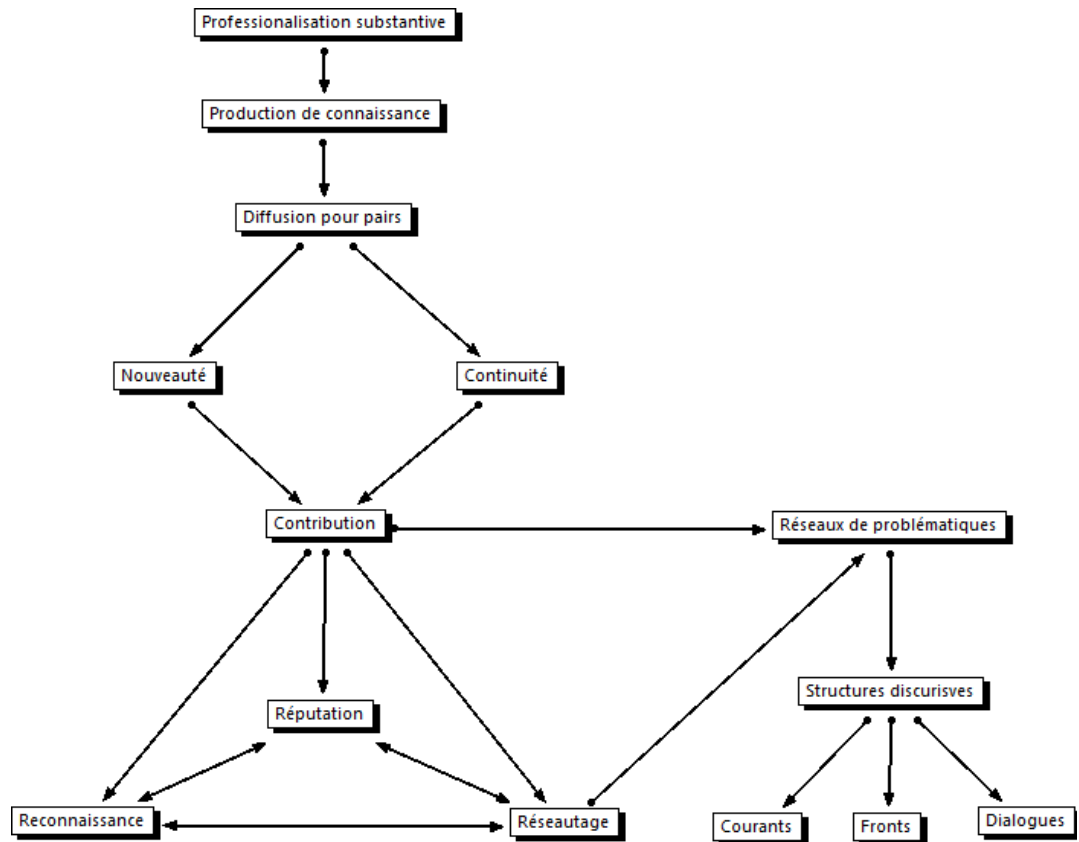 Professionalisation substantive
Production de connaissance
Diffusion pour pairs
Nouveauté
Continuité
Contribution
Réseaux de problématiques
Structures discurisves
Réputation
Reconnaissance
Réseautage
Courants
Fronts
Dialogues